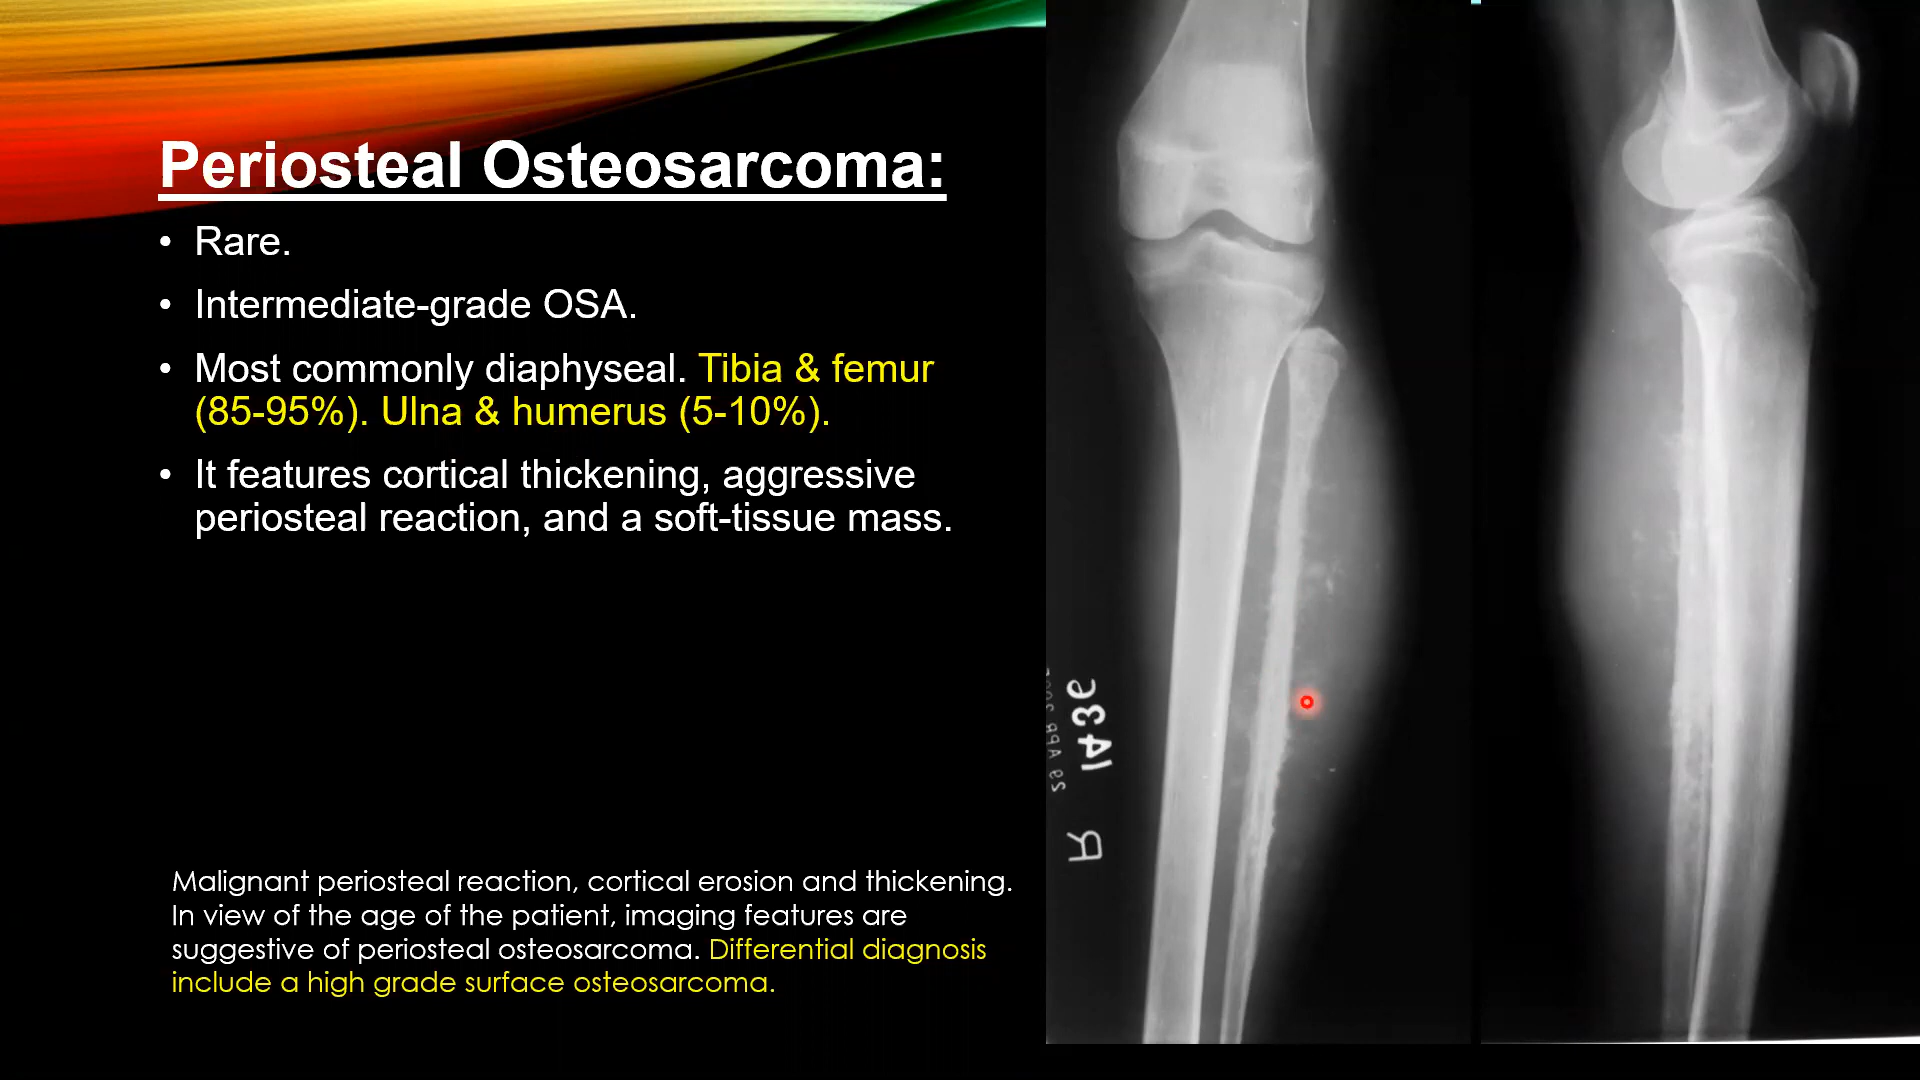 Periosteal Osteosarcoma:
• Rare.
• Intermediate-grade OSA.
• Most commonly diaphyseal. Tibia & femur
(85-95%). Ulna & humerus (5-10%).
• It features cortical thickening, aggressive
periosteal reaction, and a soft-tissue mass.
Malignant periosteal reaction, cortical erosion and thickening.
In view of the age of the patient, imaging features are
suggestive of periosteal osteosarcoma. Differential diagnosis
include a high grade surface osteosarcoma.
R